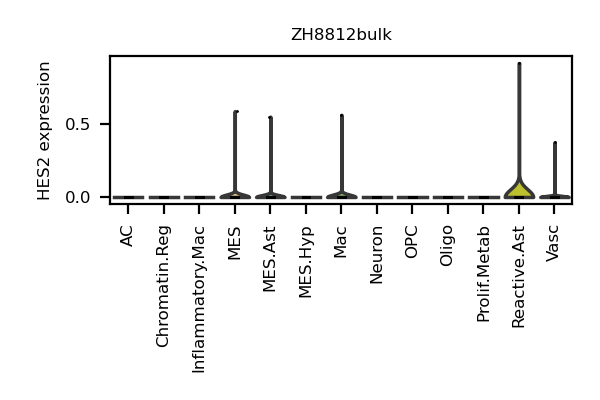 ZH8812bulk
HES2 expression
0.5
0.0
AC
Chromatin.Reg
Inflammatory.Mac
MES
MES.Ast
MES.Hyp
Mac
Neuron
OPC
Oligo
Prolif.Metab
Reactive.Ast
Vasc